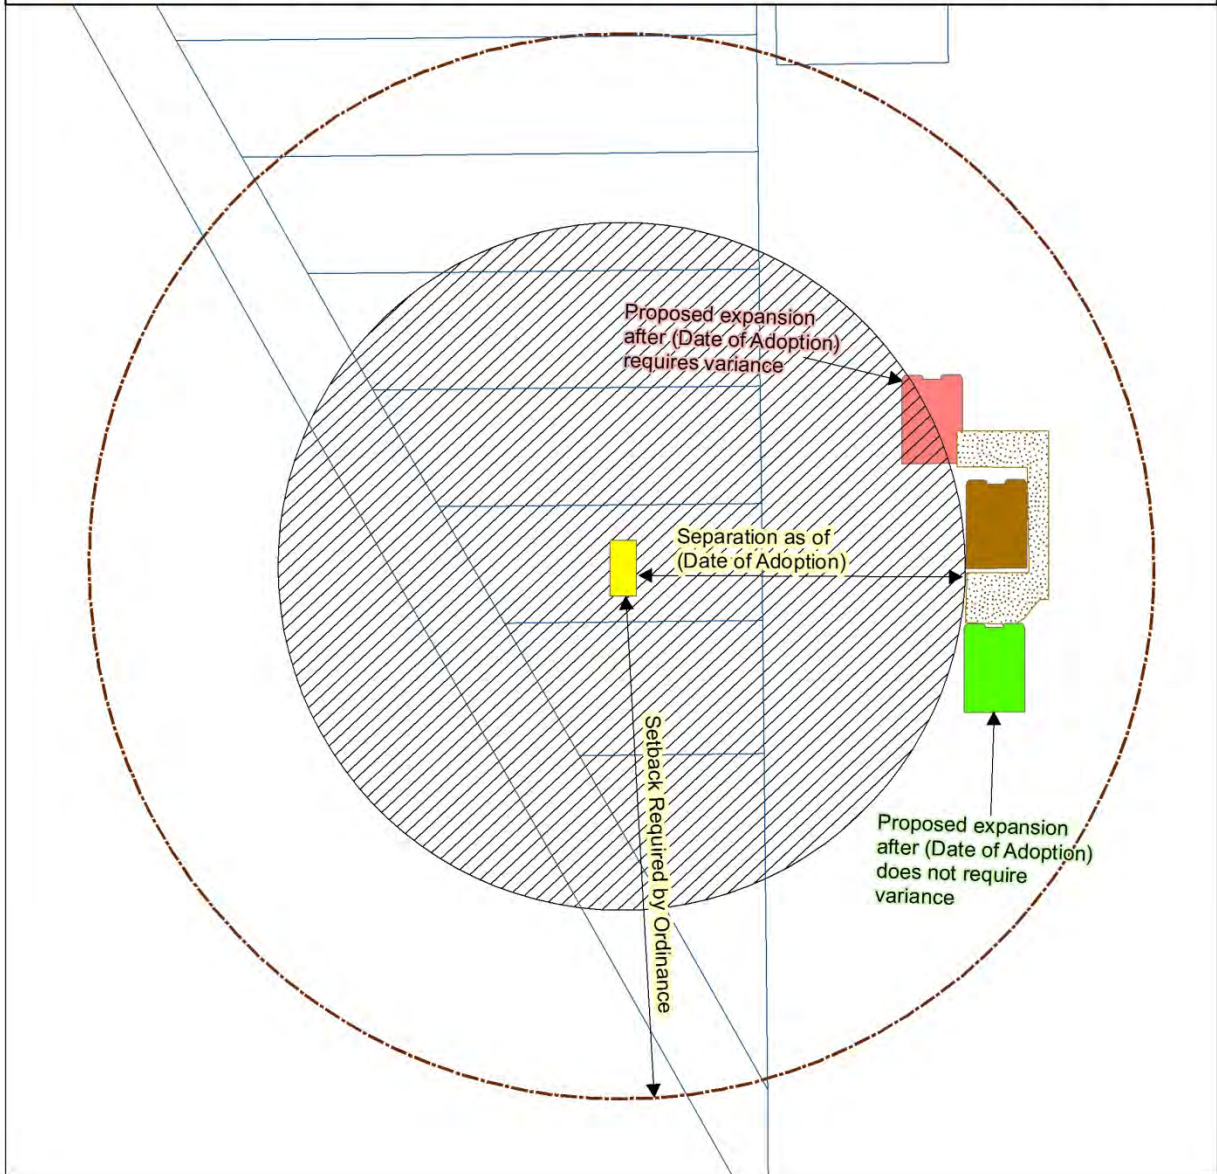 Proposed expansion
after (Date of Adoption)
requires variance
Separation as of
(Date of Adoption)
Setback Required by Ordinance
Proposed expansion
after (Date of Adoption)
does not require
variance